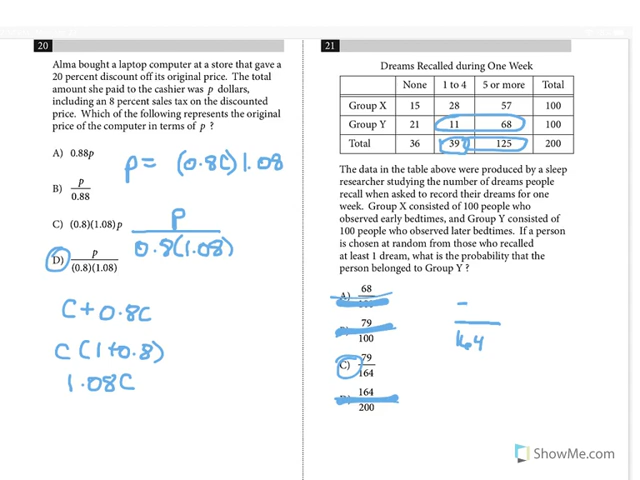 20
Alma bought a laptop computer at a store that gave a
20 percent discount off its original price. The total
amount she paid to the cashier was p dollars,
including an 8 percent sales tax on the discounted
price. Which of the following represents the original
price of the computer in terms of p ?
A) 0.88p
p = (0.8C) 1.08
B) p
0.88
C) (0.8)(1.08)p
P
0.8(1.08)
D) p
(0.8)(1.08)
C + 0.8C
C (1+0.8)
1.08C
21
Dreams Recalled during One Week
None 1 to 4 5 or more Total
Group X 15 28 57 100
Group Y 21 11 68 100
Total 36 39 125 200
The data in the table above were produced by a sleep
researcher studying the number of dreams people
recall when asked to record their dreams for one
week. Group X consisted of 100 people who
observed early bedtimes, and Group Y consisted of
100 people who observed later bedtimes. If a person
is chosen at random from those who recalled
at least 1 dream, what is the probability that the
person belonged to Group Y ?
A) 68
B) 79
100
C) 79
164
164
200
164
ShowMe.com